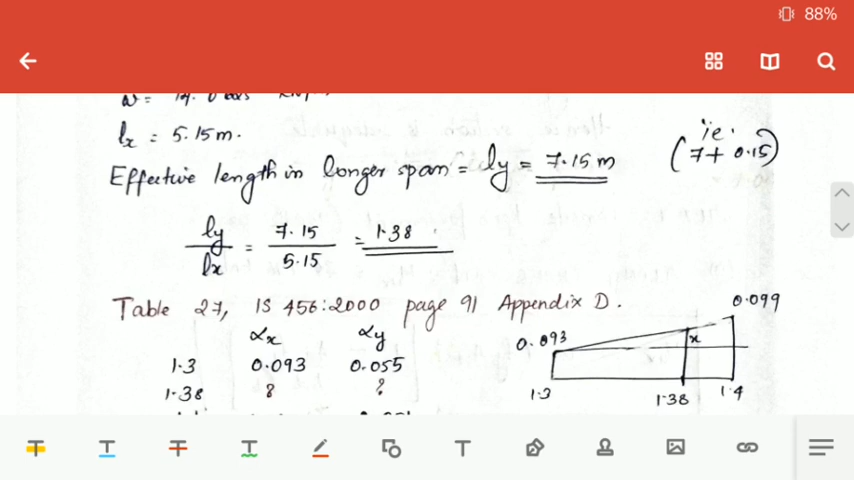 88%
lx = 5.15m.
ie.
Effective length in longer span = ly = 7.15 m (7+ 0.15)
ly/lx = 7.15/5.15 = 1.38
Table 27, IS 456:2000 page 91 Appendix D.
αx αy
1.3 0.093 0.055
1.38 ? ?
0.093 x 0.099
1.3 1.38 1.4
T T T T T